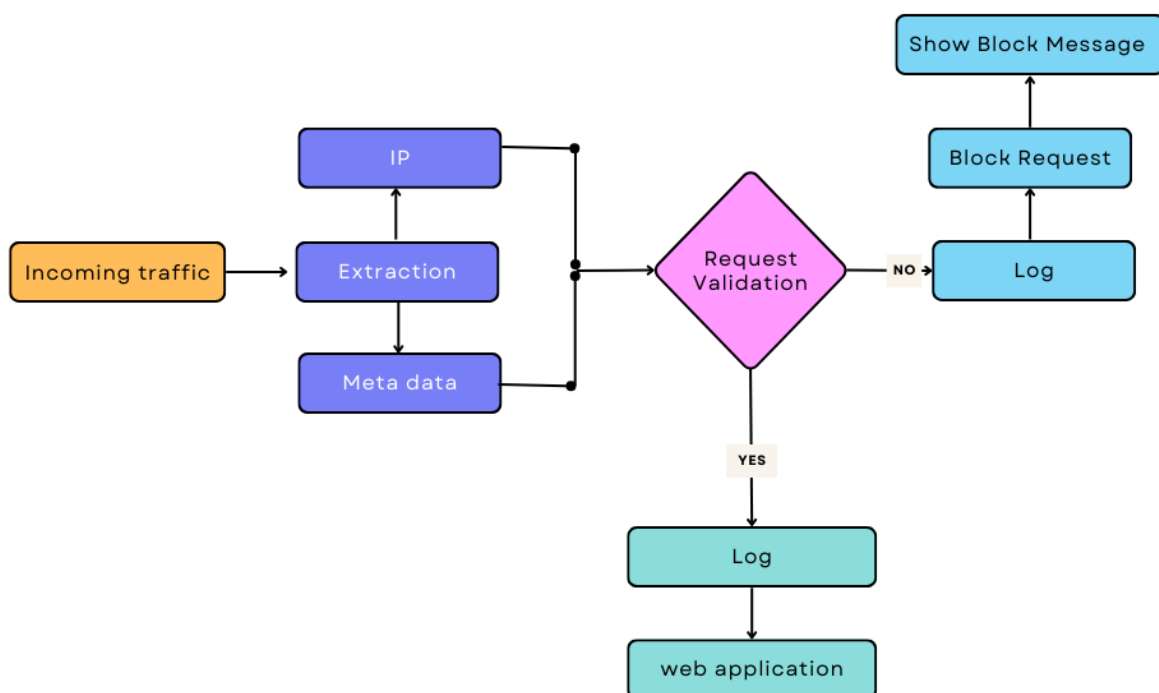 Show Block Message
IP
Block Request
Incoming traffic
Extraction
Request
Validation
NO
Log
Meta data
YES
Log
web application